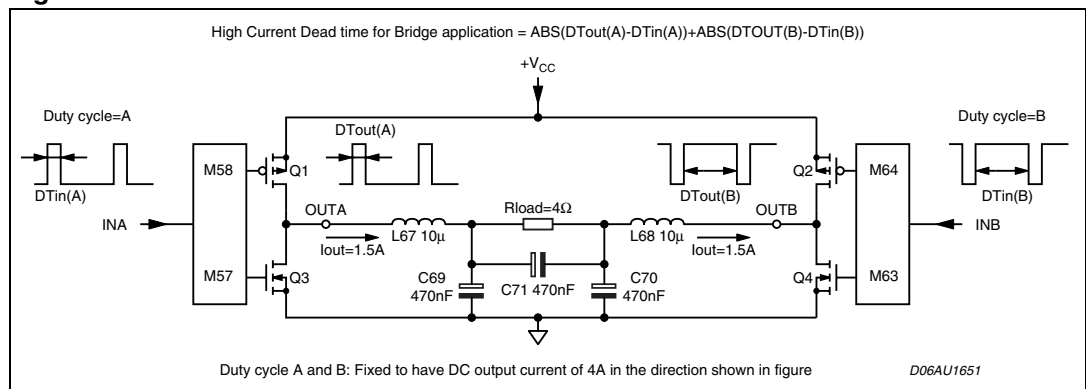 High Current Dead time for Bridge application = ABS(DTout(A)-DTin(A))+ABS(DTOUT(B)-DTin(B))
+VCC
Duty cycle=A
DTout(A)
Duty cycle=B
M58
Q1
Q2
M64
DTin(A)
DTout(B)
DTin(B)
Rload=4Ω
INA
OUTA
OUTB
INB
L67 10µ
L68 10µ
Iout=1.5A
Iout=1.5A
M57
Q3
C69
470nF
C71 470nF
C70
470nF
Q4
M63
Duty cycle A and B: Fixed to have DC output current of 4A in the direction shown in figure
D06AU1651